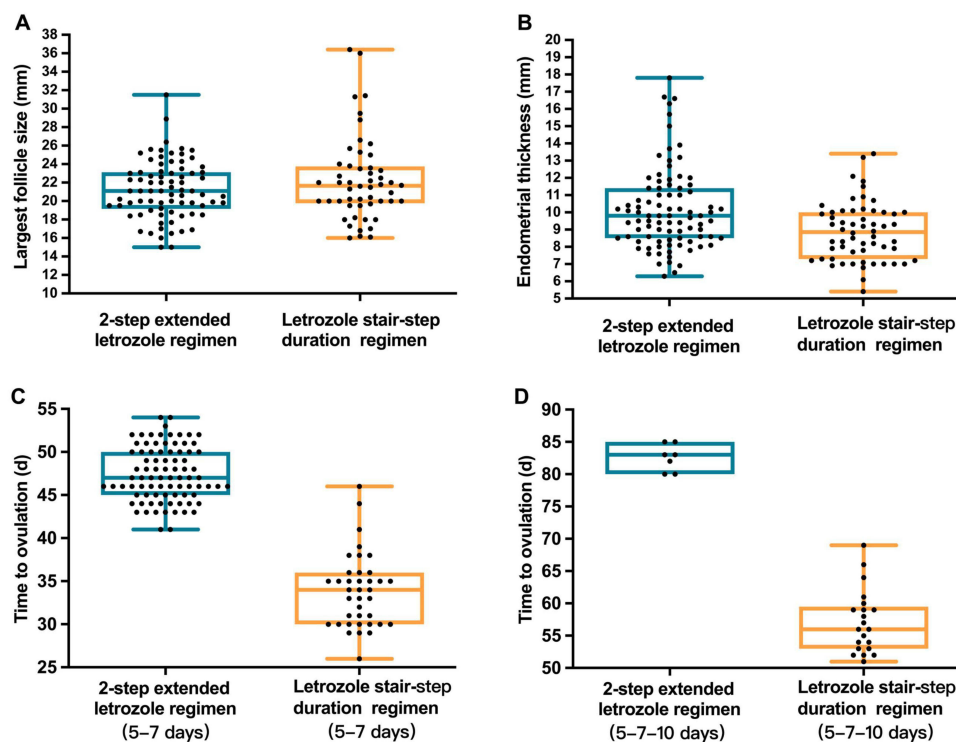 A
Largest follicle size (mm)
38
36
34
32
30
28
26
24
22
20
18
16
14
12
10
2-step extended
letrozole regimen
Letrozole stair-step
duration regimen
B
Endometrial thickness (mm)
20
19
18
17
16
15
14
13
12
11
10
9
8
7
6
5
2-step extended
letrozole regimen
Letrozole stair-step
duration regimen
C
Time to ovulation (d)
55
50
45
40
35
30
25
2-step extended
letrozole regimen
(5–7 days)
Letrozole stair-step
duration regimen
(5–7 days)
D
Time to ovulation (d)
90
85
80
75
70
65
60
55
50
2-step extended
letrozole regimen
(5–7–10 days)
Letrozole stair-step
duration regimen
(5–7–10 days)